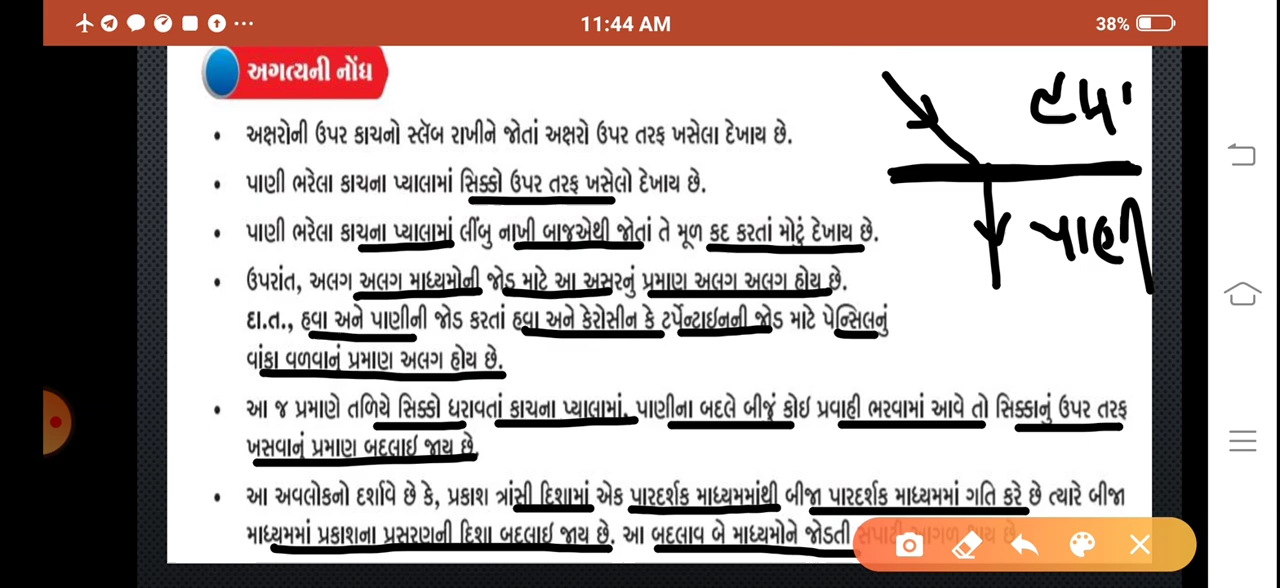 11:44 AM
38%
અગત્યની નોંધ
• અક્ષરોની ઉપર કાચનો સ્લૅબ રાખીને જોતાં અક્ષરો ઉપર તરફ ખસેલા દેખાય છે.
• પાણી ભરેલા કાચના પ્યાલામાં સિક્કો ઉપર તરફ ખસેલો દેખાય છે.
• પાણી ભરેલા કાચના પ્યાલામાં લીંબુ નાખી બાજુએથી જોતાં તે મૂળ કદ કરતાં મોટું દેખાય છે.
• ઉપરાંત, અલગ અલગ માધ્યમોની જોડ માટે આ અસરનું પ્રમાણ અલગ અલગ હોય છે.
દા.ત., હવા અને પાણીની જોડ કરતાં હવા અને કેરોસીન કે ટર્પેન્ટાઇનની જોડ માટે પેન્સિલનું
વાંકા વળવાનું પ્રમાણ અલગ હોય છે.
• આ જ પ્રમાણે તળિયે સિક્કો ધરાવતાં કાચના પ્યાલામાં, પાણીના બદલે બીજું કોઇ પ્રવાહી ભરવામાં આવે તો સિક્કાનું ઉપર તરફ
ખસવાનું પ્રમાણ બદલાઇ જાય છે.
• આ અવલોકનો દર્શાવે છે કે, પ્રકાશ ત્રાંસી દિશામાં એક પારદર્શક માધ્યમમાંથી બીજા પારદર્શક માધ્યમમાં ગતિ કરે છે ત્યારે બીજા
માધ્યમમાં પ્રકાશના પ્રસરણની દિશા બદલાઇ જાય છે. આ બદલાવ બે માધ્યમોને જોડતી સપાટી આગળ થાય છે.
હવા
પાણી